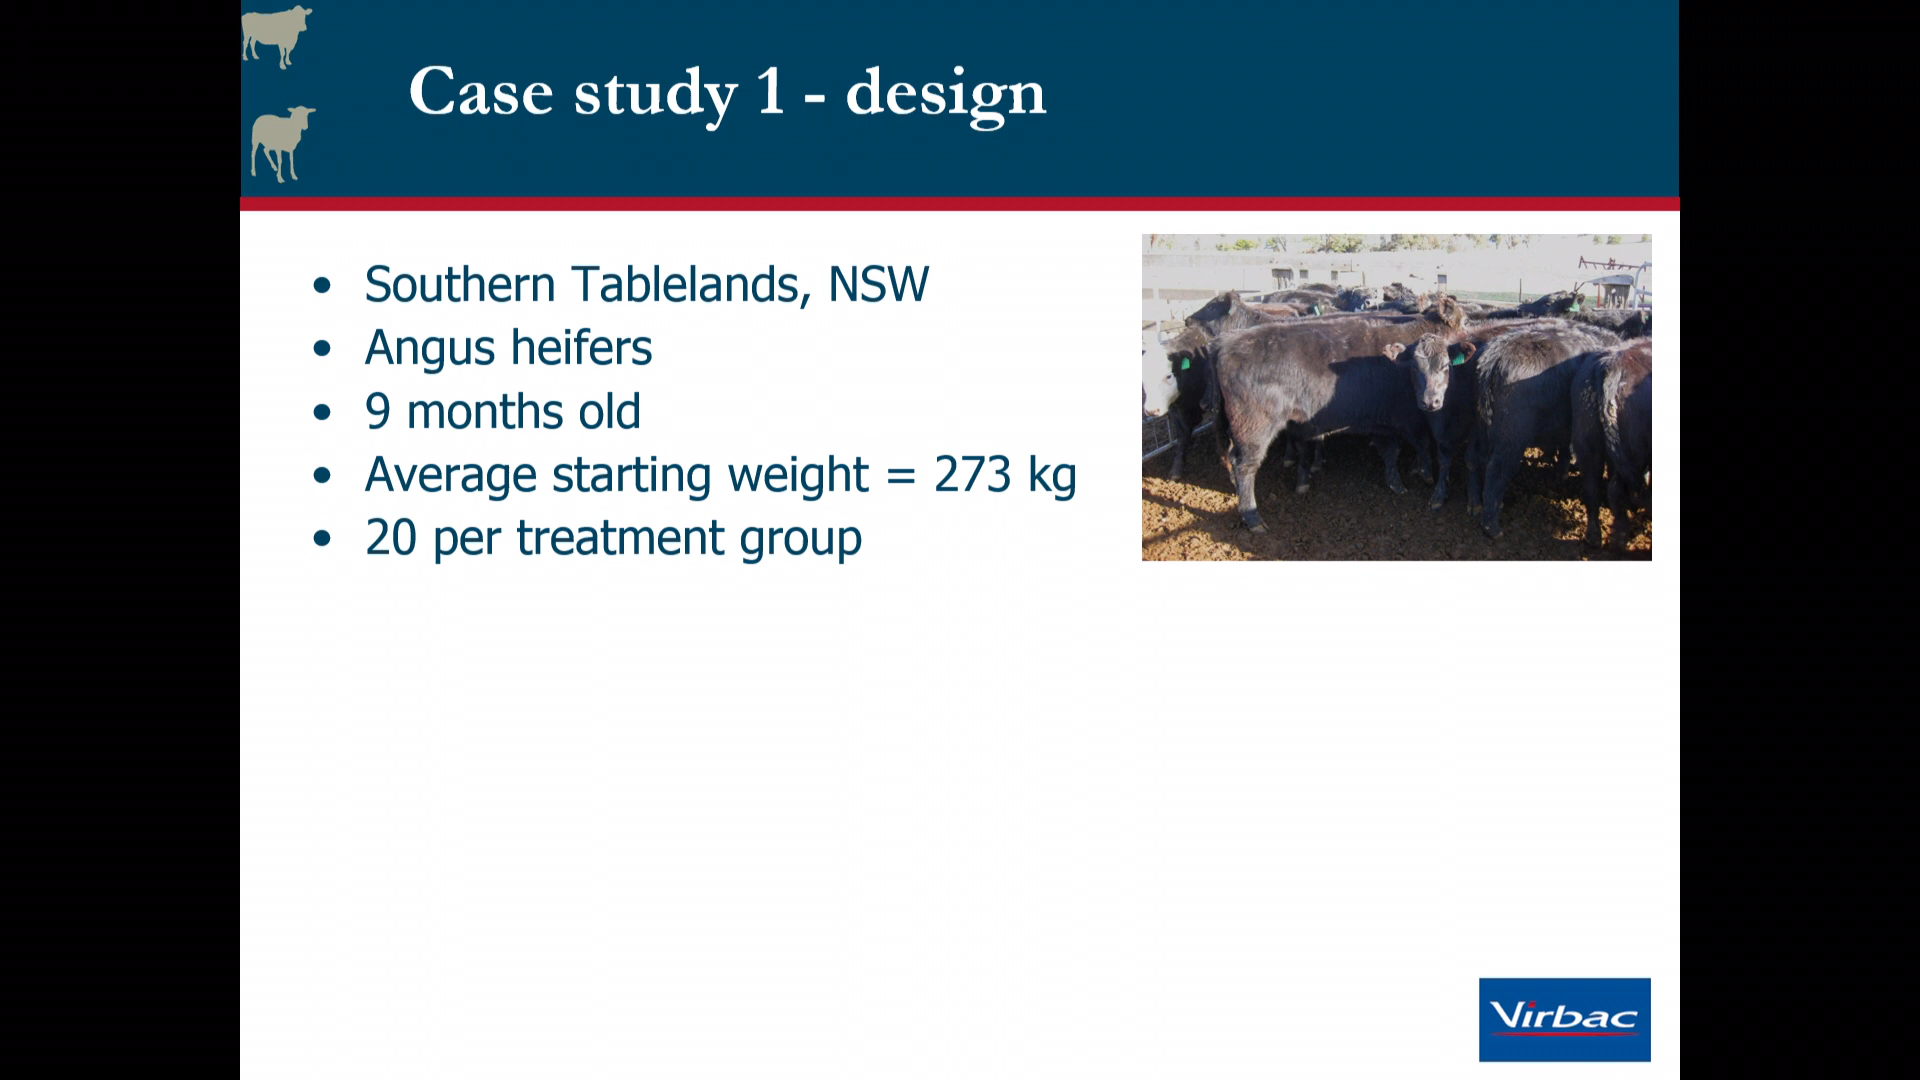 Case study 1 - design
• Southern Tablelands, NSW
• Angus heifers
• 9 months old
• Average starting weight = 273 kg
• 20 per treatment group
Virbac